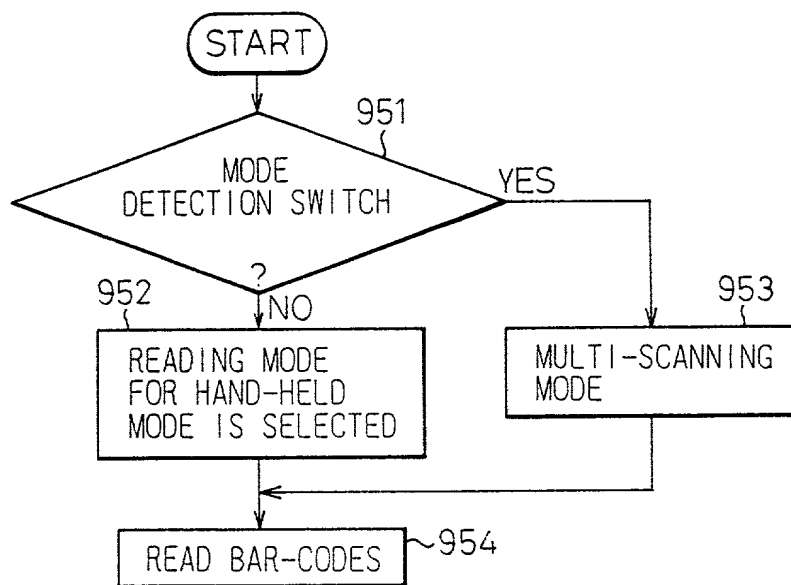 START
951
MODE
DETECTION SWITCH
YES
?
952
NO
953
READING MODE
FOR HAND-HELD
MODE IS SELECTED
MULTI-SCANNING
MODE
READ BAR-CODES
954